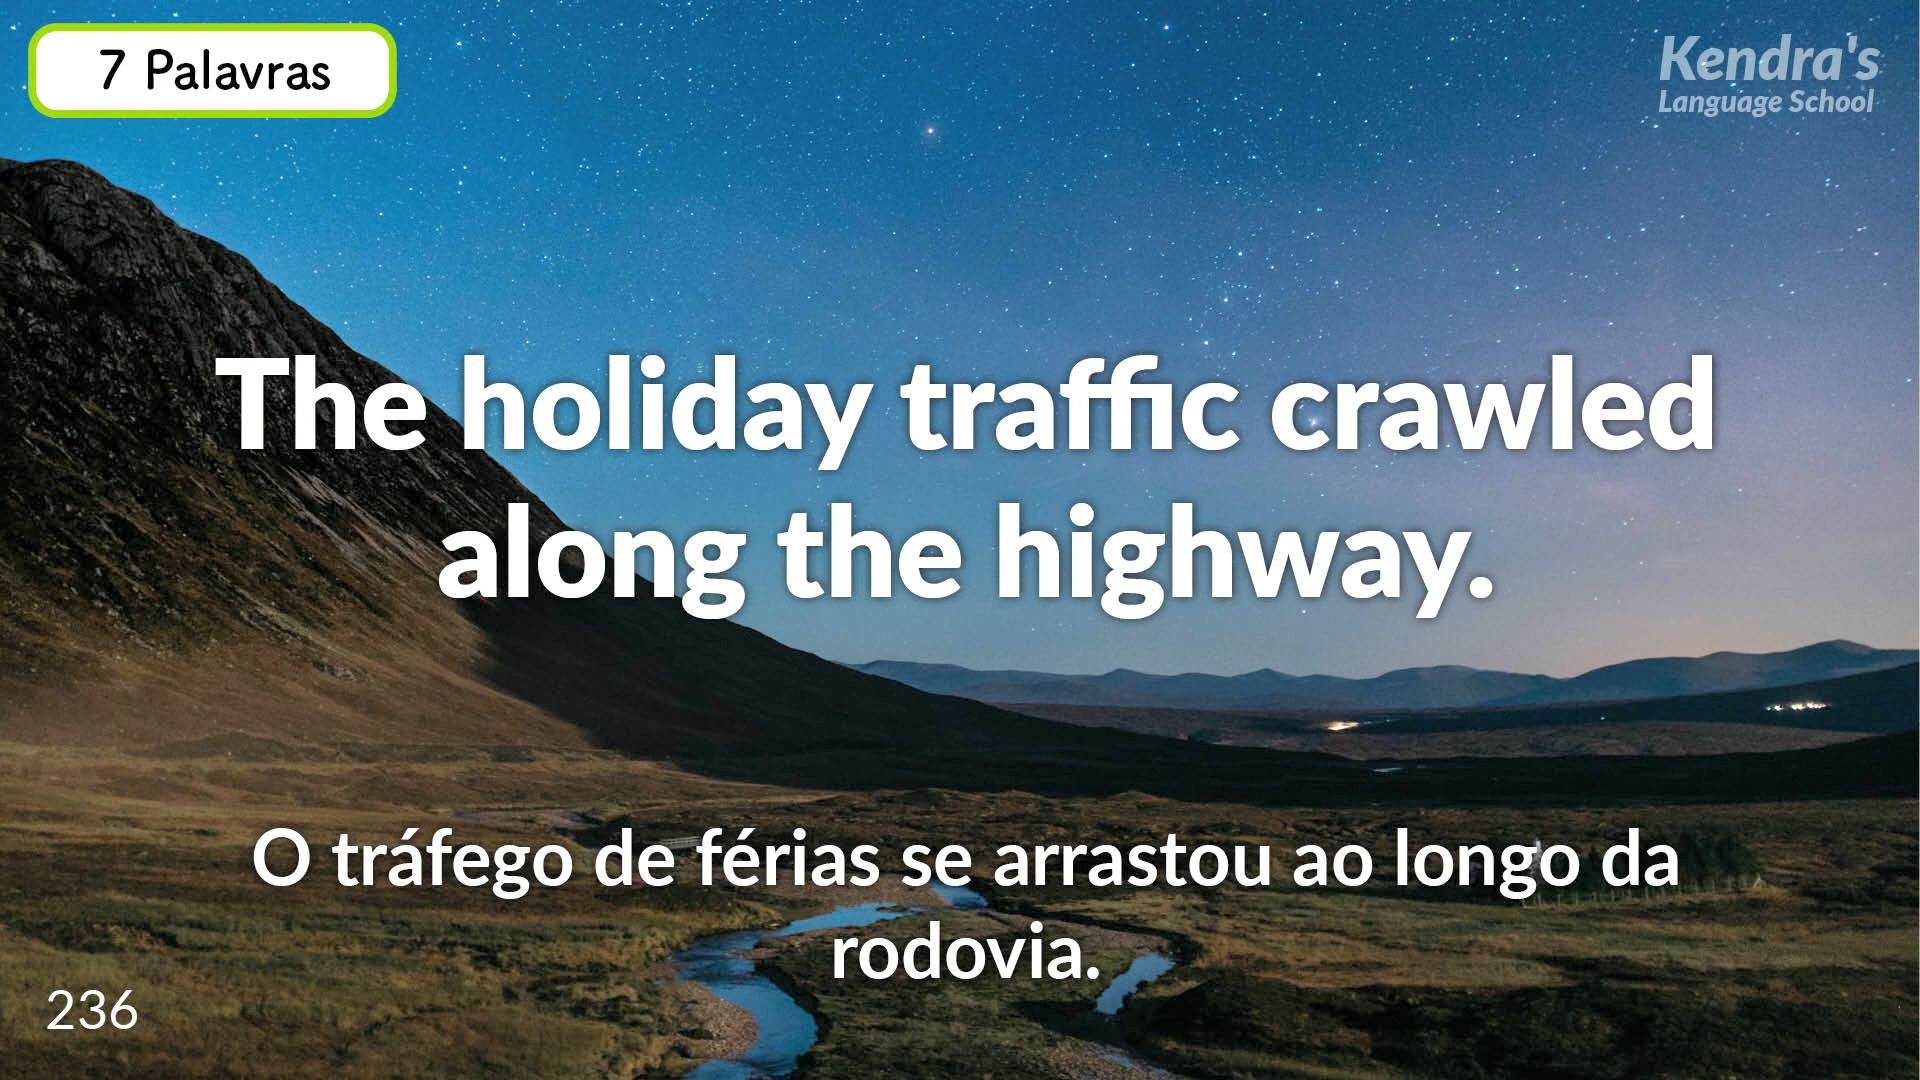 7 Palavras
Kendra's
Language School
The holiday traffic crawled
along the highway.
O tráfego de férias se arrastou ao longo da
rodovia.
236